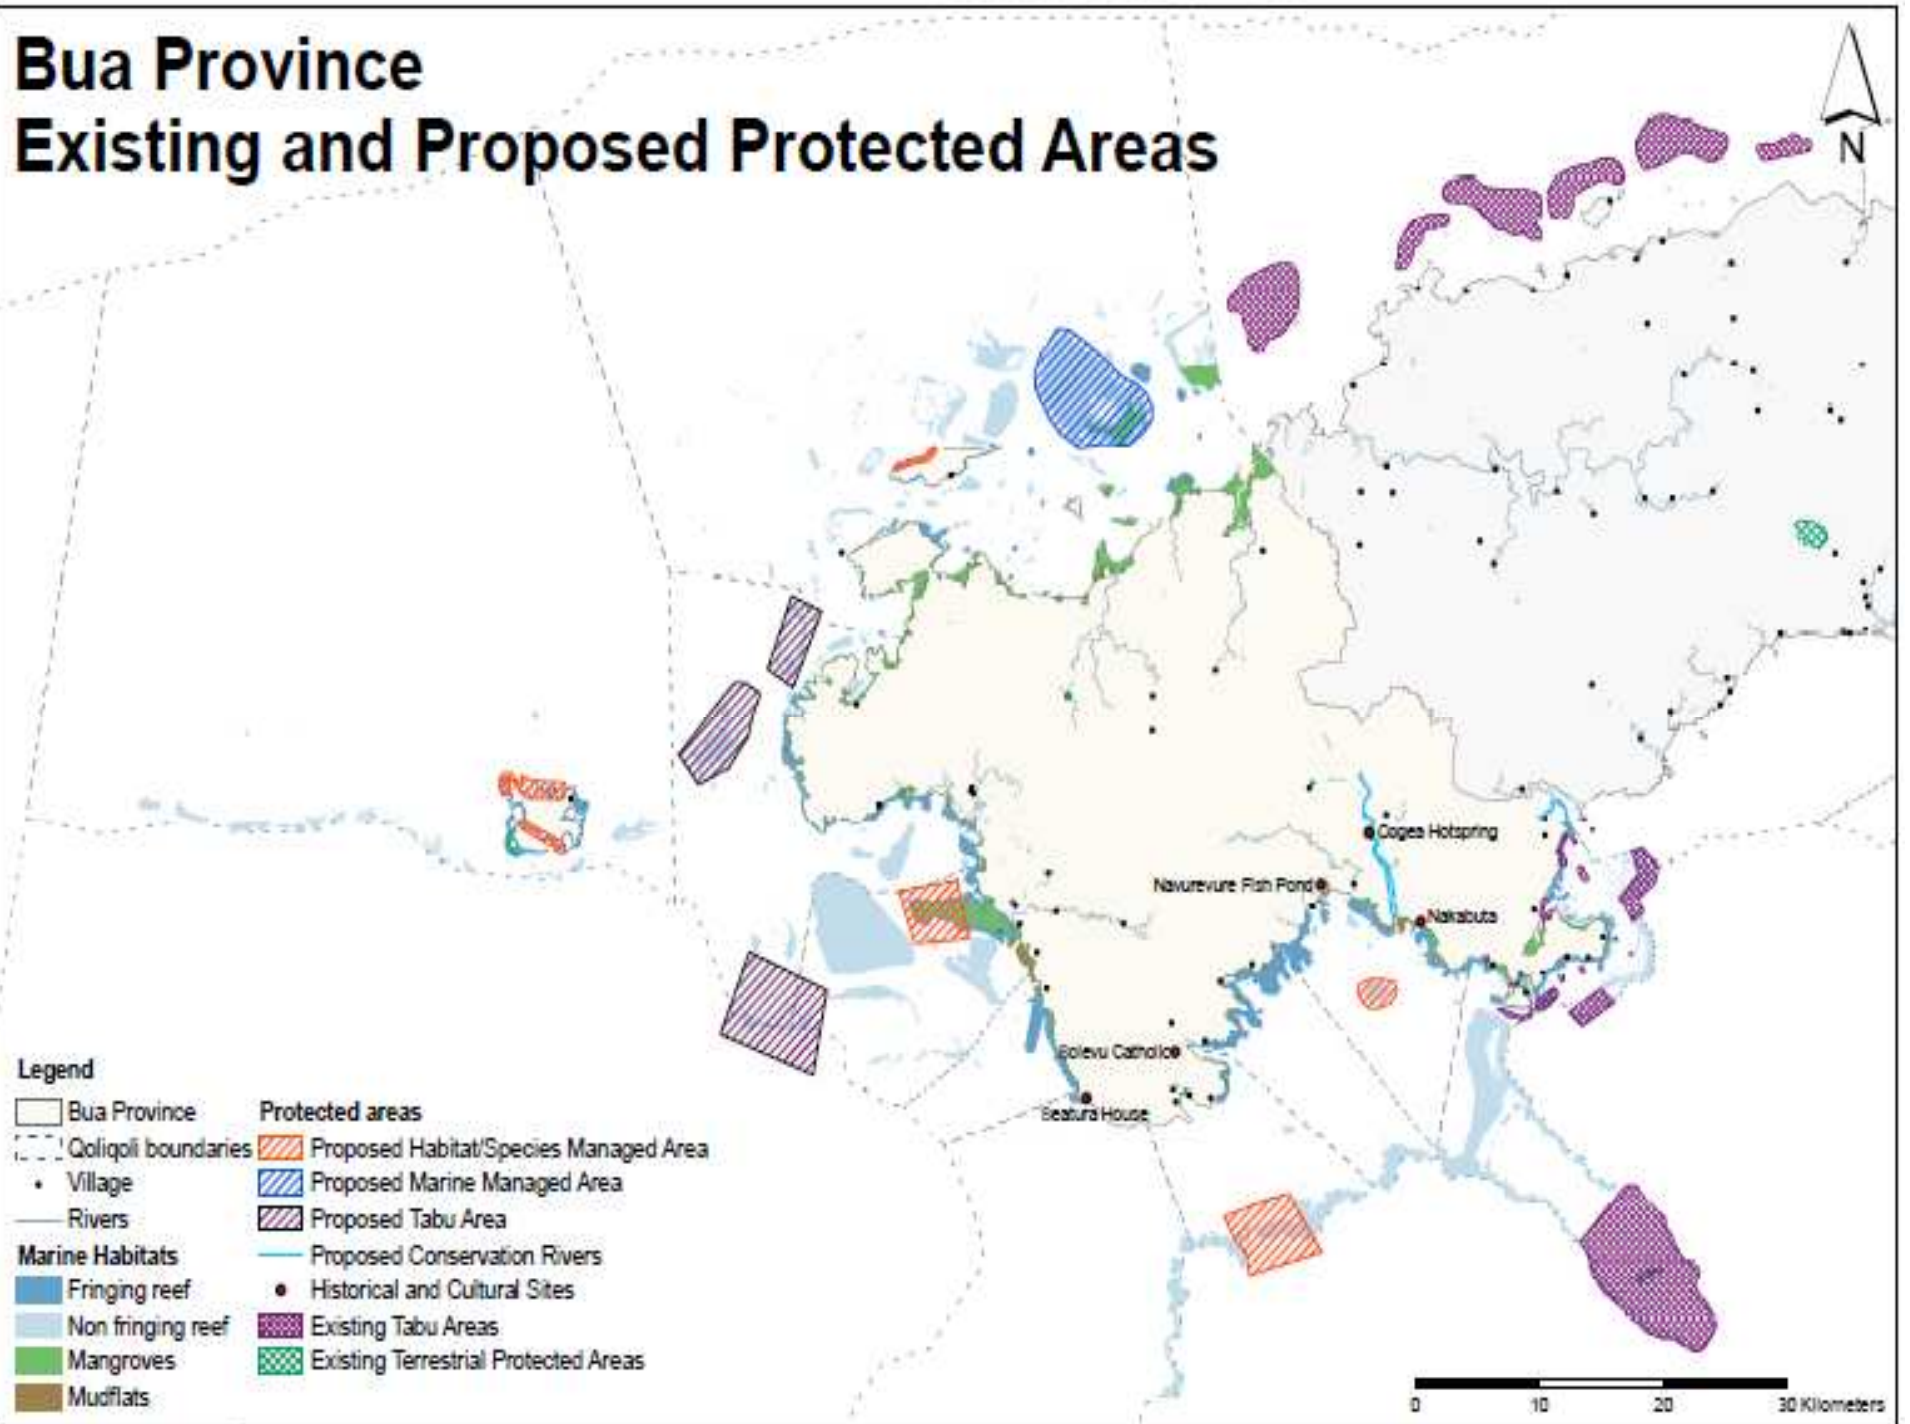 Bua Province
Existing and Proposed Protected Areas
N
Cogea Hotspring
Navurevure Fish Pond
Nakabuta
Solevu Catholic
Seatura House
Legend
Bua Province
Qoliqoli boundaries
Village
Rivers
Marine Habitats
Fringing reef
Non fringing reef
Mangroves
Mudflats
Protected areas
Proposed Habitat/Species Managed Area
Proposed Marine Managed Area
Proposed Tabu Area
Proposed Conservation Rivers
Historical and Cultural Sites
Existing Tabu Areas
Existing Terrestrial Protected Areas
0 10 20 30 Kilometers